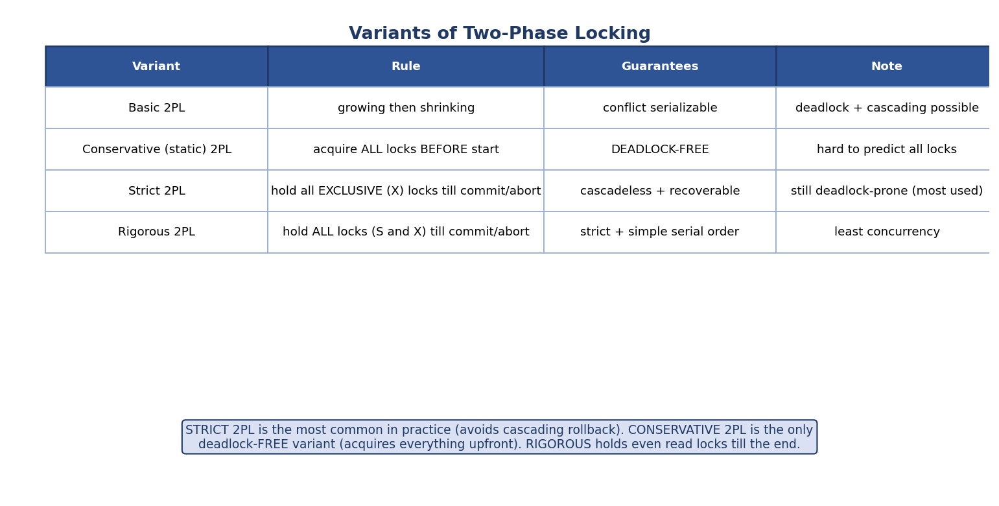 Variants of Two-Phase Locking
Variant Rule Guarantees Note
Basic 2PL growing then shrinking conflict serializable deadlock + cascading possible
Conservative (static) 2PL acquire ALL locks BEFORE start DEADLOCK-FREE hard to predict all locks
Strict 2PL hold all EXCLUSIVE (X) locks till commit/abort cascadeless + recoverable still deadlock-prone (most used)
Rigorous 2PL hold ALL locks (S and X) till commit/abort strict + simple serial order least concurrency
STRICT 2PL is the most common in practice (avoids cascading rollback). CONSERVATIVE 2PL is the only
deadlock-FREE variant (acquires everything upfront). RIGOROUS holds even read locks till the end.